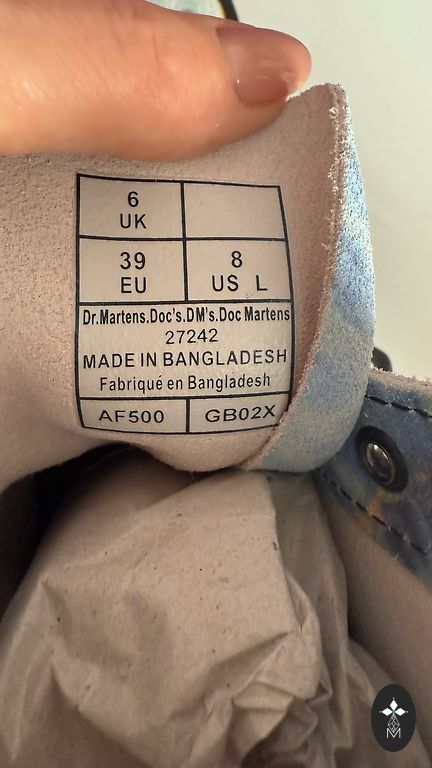 6
UK
39
EU
8
US L
Dr.Martens.Doc's.DM's.Doc Martens
27242
MADE IN BANGLADESH
Fabriqué en Bangladesh
AF500
GB02X
M